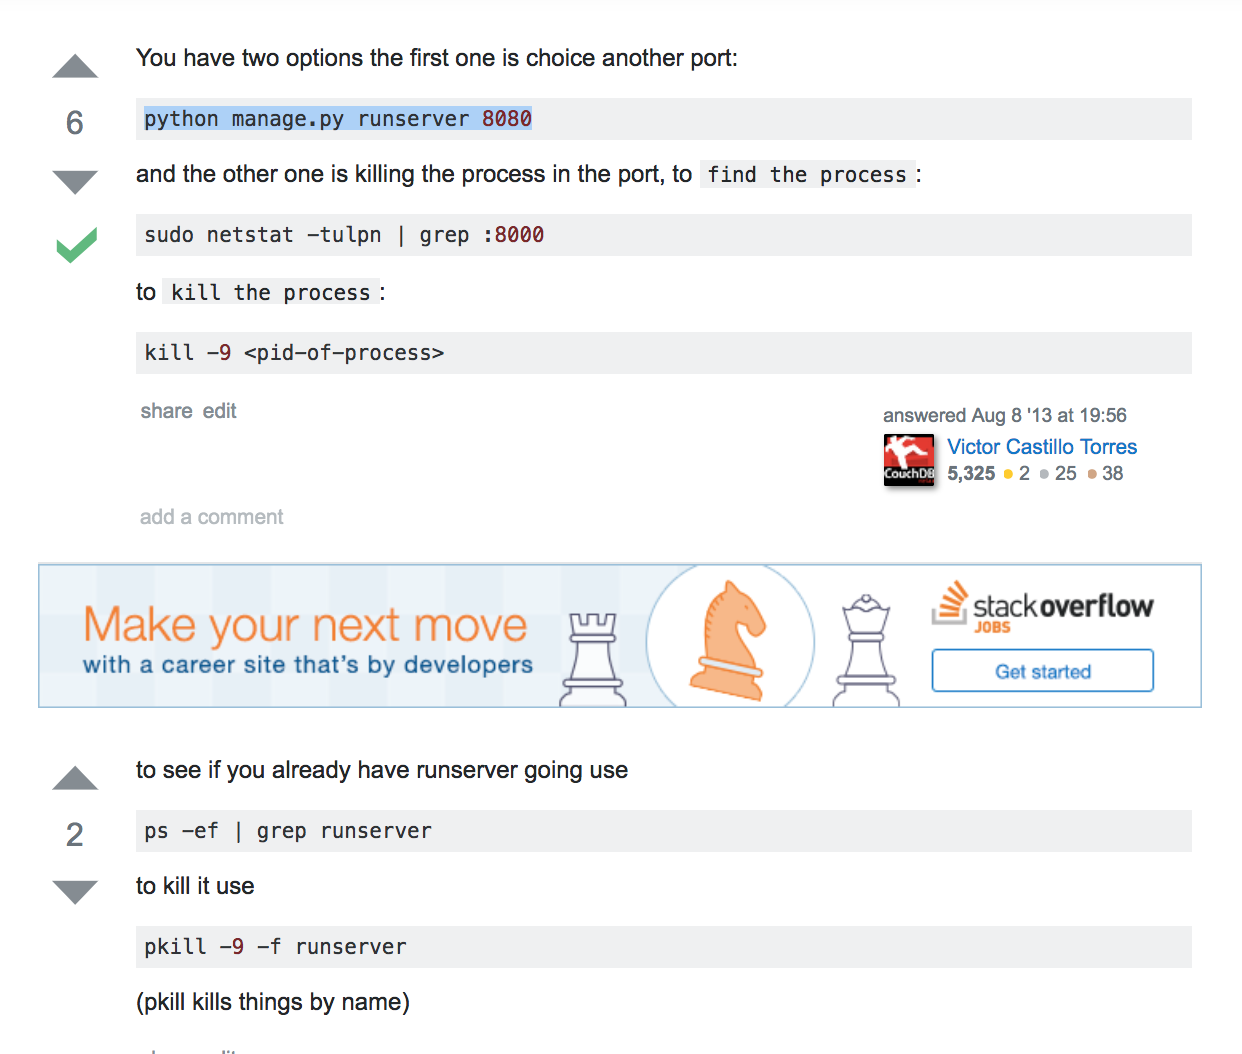 You have two options the first one is choice another port:
6
python manage.py runserver 8080
and the other one is killing the process in the port, to find the process:
sudo netstat -tulpn | grep :8000
to kill the process:
kill -9 <pid-of-process>
share edit
answered Aug 8 '13 at 19:56
CouchDB
Victor Castillo Torres
5,325 2 25 38
add a comment
Make your next move
with a career site that's by developers
stackoverflow
JOBS
Get started
to see if you already have runserver going use
2
ps -ef | grep runserver
to kill it use
pkill -9 -f runserver
(pkill kills things by name)